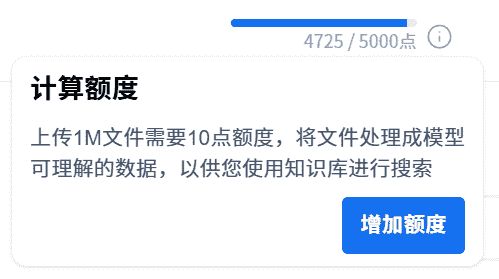 4725 / 5000点
计算额度
上传1M文件需要10点额度，将文件处理成模型
可理解的数据，以供您使用知识库进行搜索
增加额度